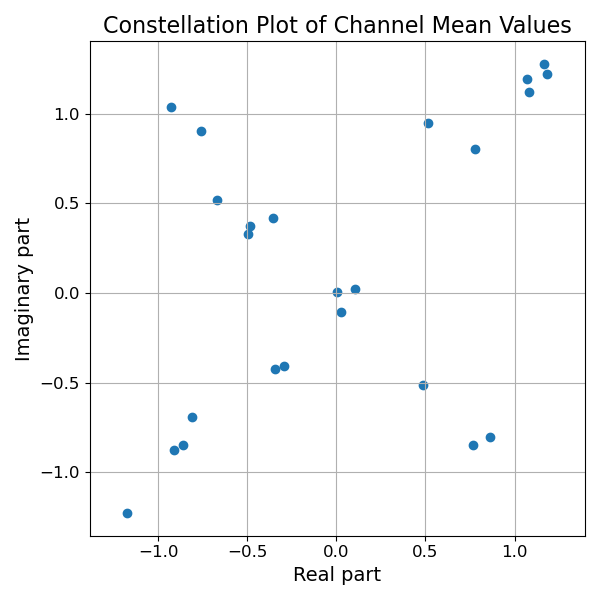 Constellation Plot of Channel Mean Values
1.0
0.5
0.0
−0.5
−1.0
Imaginary part
−1.0 −0.5 0.0 0.5 1.0
Real part